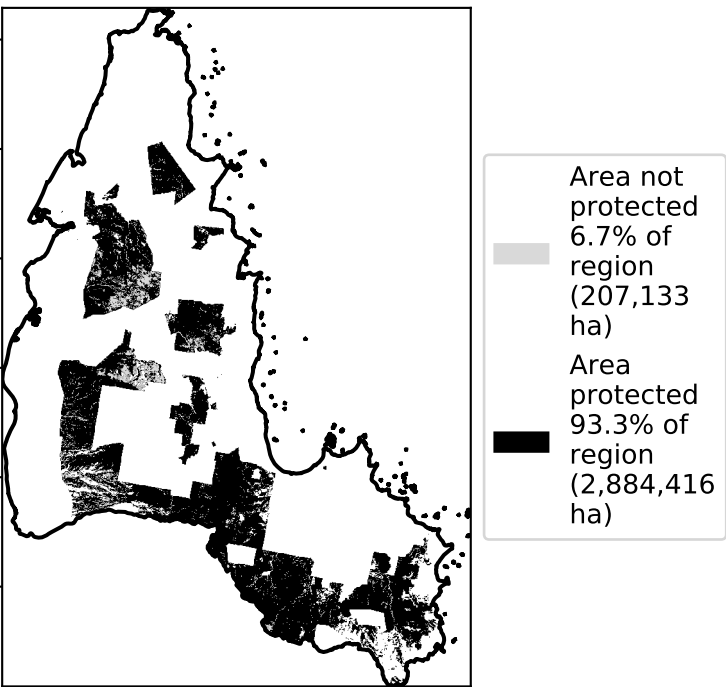 Area not
protected
6.7% of
region
(207,133
ha)
Area
protected
93.3% of
region
(2,884,416
ha)